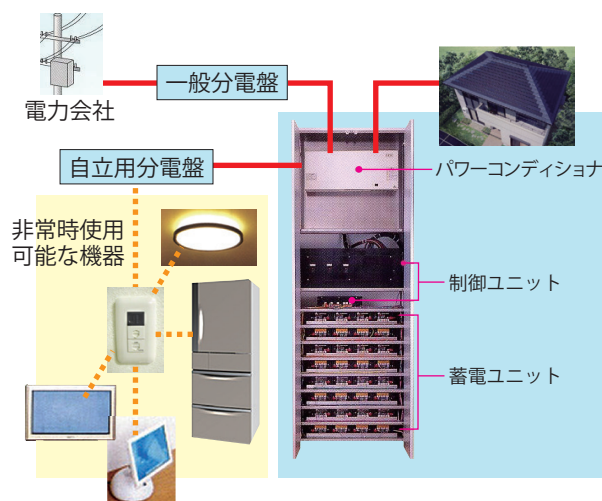 電力会社
一般分電盤
自立用分電盤
パワーコンディショナ
非常時使用
可能な機器
制御ユニット
蓄電ユニット